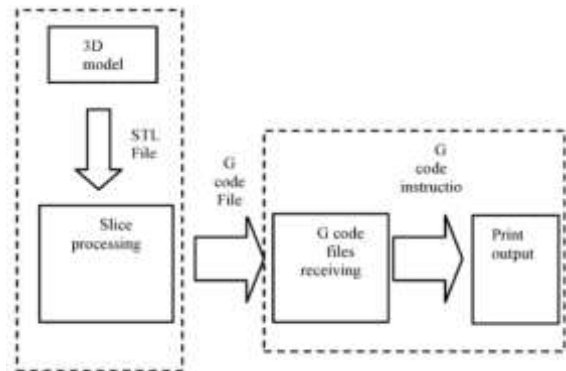 3D
model
STL
File
Slice
processing
G
code
File
G code
files
receiving
G
code
instructio
Print
output